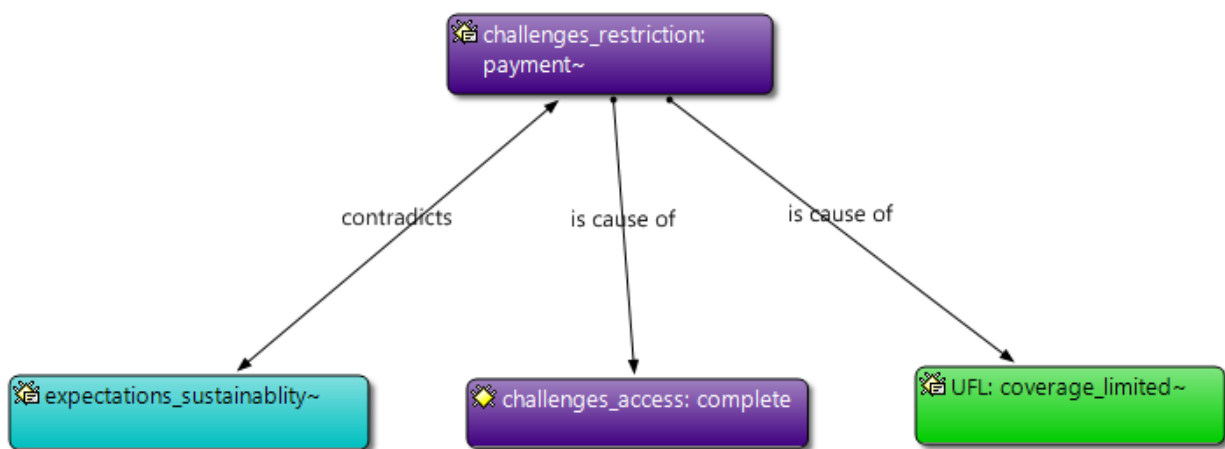 challenges_restriction:
payment~
contradicts
is cause of
is cause of
expectations_sustainablity~
challenges_access: complete
UFL: coverage_limited~